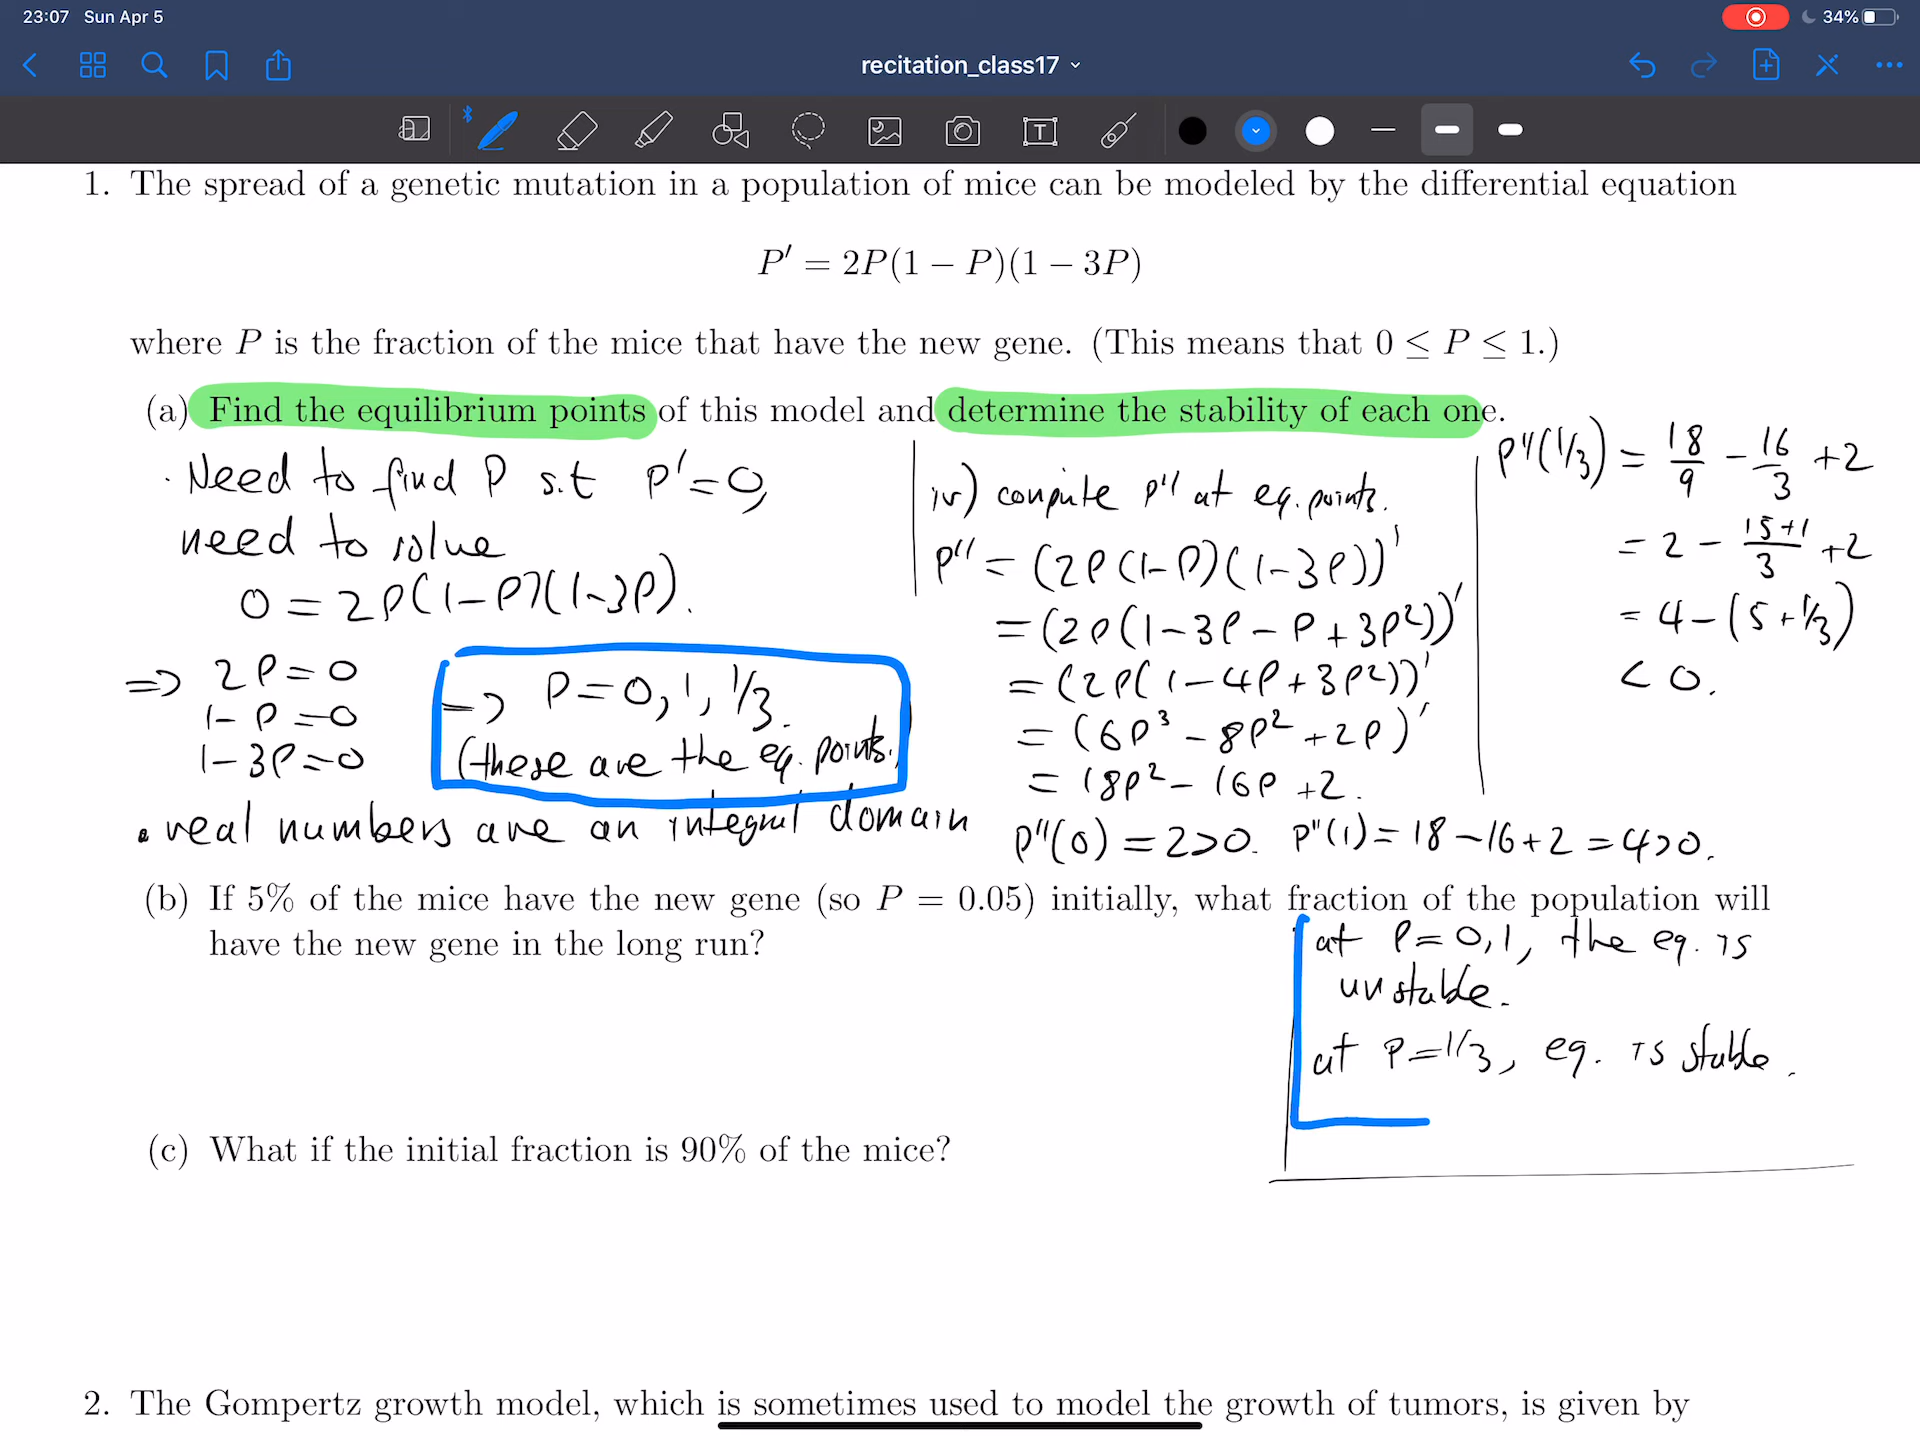 23:07 Sun Apr 5
34%
recitation_class17
1. The spread of a genetic mutation in a population of mice can be modeled by the differential equation
P′ = 2P(1 − P)(1 − 3P)
where P is the fraction of the mice that have the new gene. (This means that 0 ≤ P ≤ 1.)
(a) Find the equilibrium points of this model and determine the stability of each one.
· Need to find P s.t P' = 0,
need to solve
0 = 2P(1-P)(1-3P).
=> 2P = 0
1 - P = 0
1 - 3P = 0
=> P = 0, 1, 1/3.
(these are the eq. points.)
• real numbers are an integral domain
iv) compute P'' at eq. points.
P'' = (2P(1-P)(1-3P))'
= (2P(1-3P-P+3P²))'
= (2P(1-4P+3P²))'
= (6P³ - 8P² + 2P)'
= 18P² - 16P + 2.
P''(0) = 2 > 0. P''(1) = 18 - 16 + 2 = 4 > 0.
P''(1/3) = 18/9 - 16/3 + 2
= 2 - 15+1/3 + 2
= 4 - (5 + 1/3)
< 0.
(b) If 5% of the mice have the new gene (so P = 0.05) initially, what fraction of the population will
have the new gene in the long run?
at P = 0, 1, the eq. is
unstable.
at P = 1/3, eq. is stable.
(c) What if the initial fraction is 90% of the mice?
2. The Gompertz growth model, which is sometimes used to model the growth of tumors, is given by